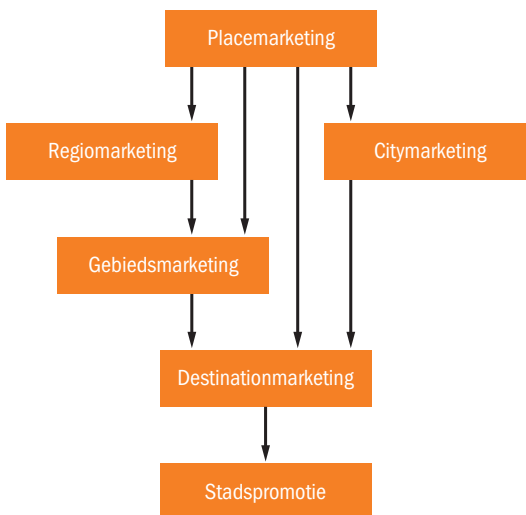 Placemarketing
Regiomarketing
Citymarketing
Gebiedsmarketing
Destinationmarketing
Stadspromotie